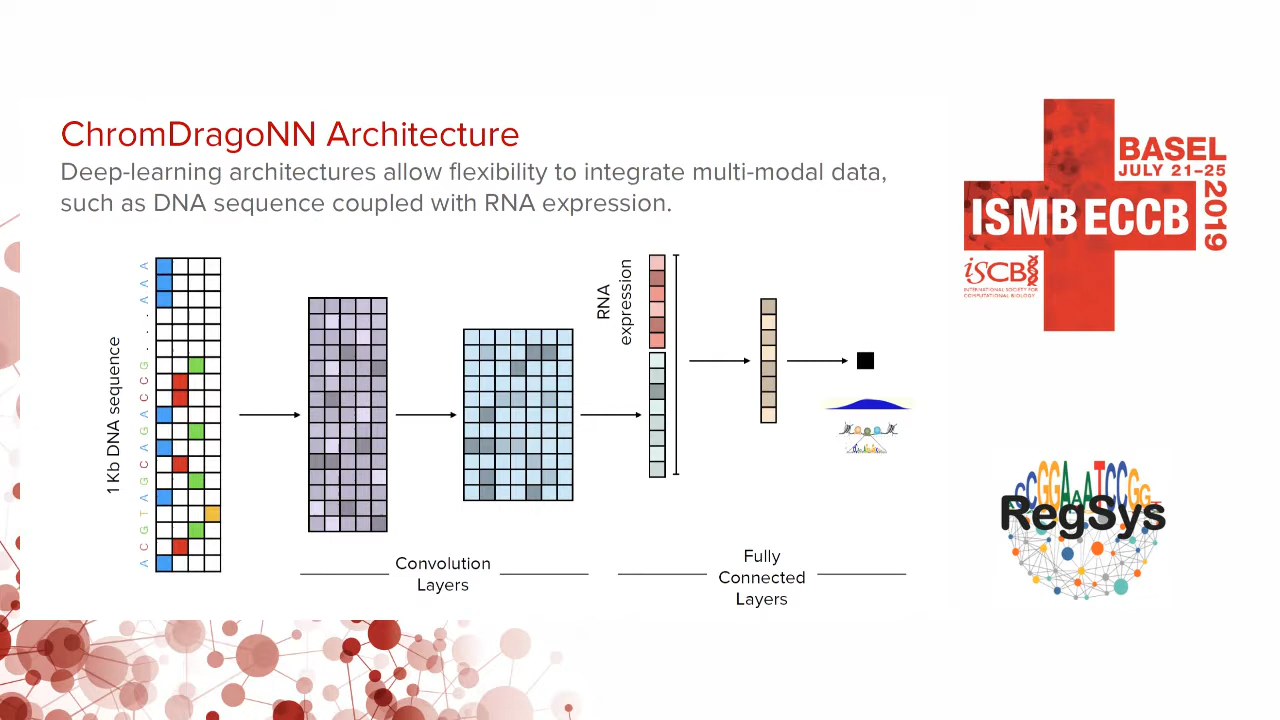 ChromDragoNN Architecture
Deep-learning architectures allow flexibility to integrate multi-modal data,
such as DNA sequence coupled with RNA expression.
1 Kb DNA sequence
A C G T A G C A G A C C G . . . A A A
RNA
expression
Convolution
Layers
Fully
Connected
Layers
BASEL
JULY 21–25
2019
ISMB ECCB
iSCB
INTERNATIONAL SOCIETY FOR
COMPUTATIONAL BIOLOGY
RegSys